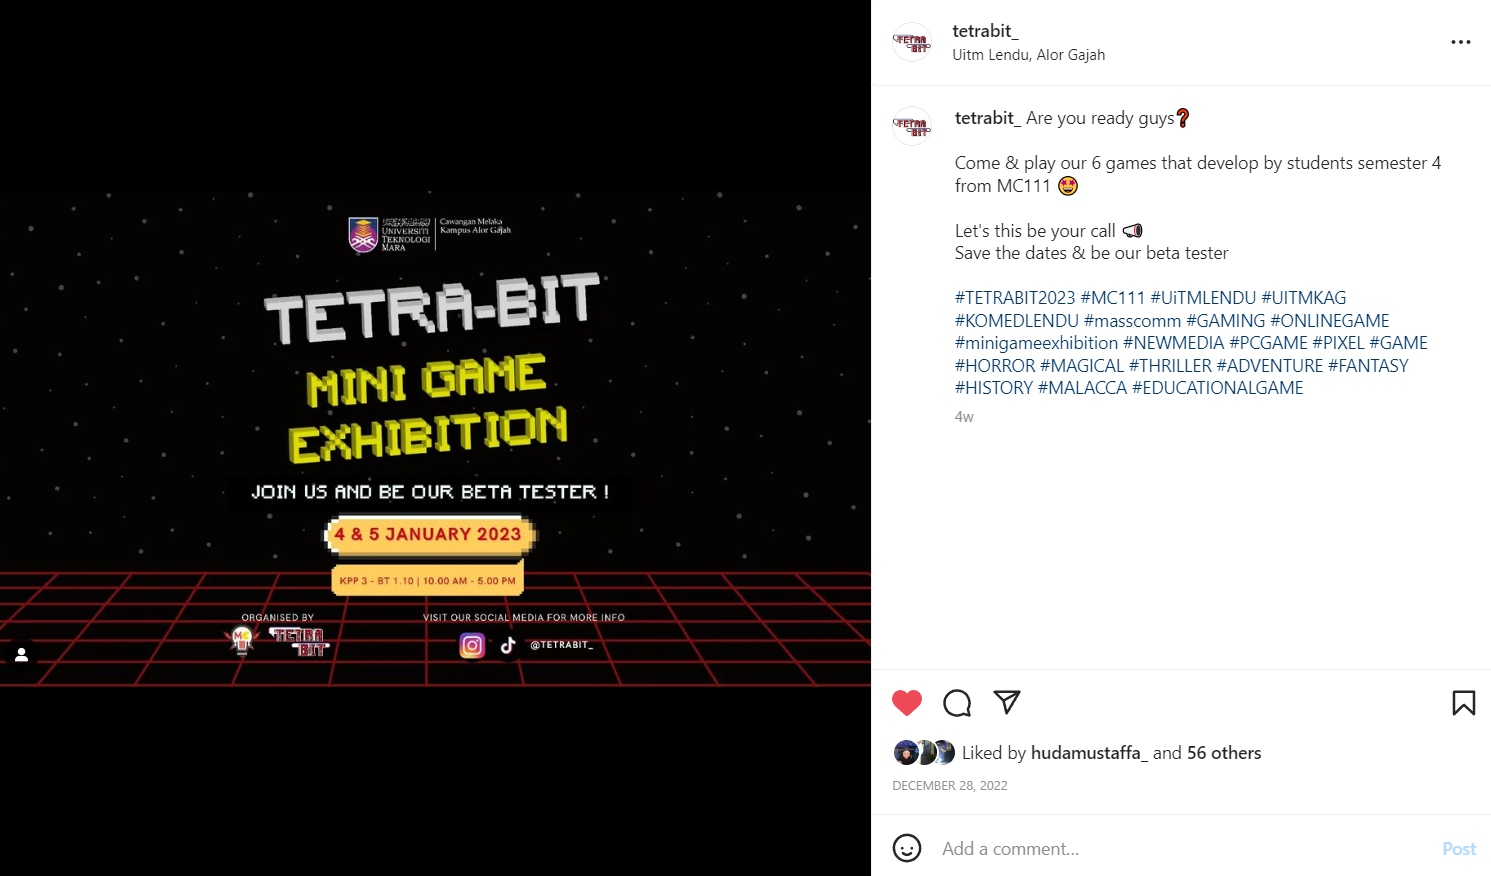 UNIVERSITI
TEKNOLOGI
MARA
Cawangan Melaka
Kampus Alor Gajah
TETRA-BIT
MINI GAME
EXHIBITION
JOIN US AND BE OUR BETA TESTER !
4 & 5 JANUARY 2023
KPP 3 - BT 1.10 | 10.00 AM - 5.00 PM
ORGANISED BY
TETRA
BIT
VISIT OUR SOCIAL MEDIA FOR MORE INFO
@TETRABIT_
TETRA
BIT
tetrabit_
Uitm Lendu, Alor Gajah
TETRA
BIT
tetrabit_ Are you ready guys❓
Come & play our 6 games that develop by students semester 4
from MC111 🤩
Let's this be your call 📣
Save the dates & be our beta tester
#TETRABIT2023 #MC111 #UiTMLENDU #UITMKAG
#KOMEDLENDU #masscomm #GAMING #ONLINEGAME
#minigameexhibition #NEWMEDIA #PCGAME #PIXEL #GAME
#HORROR #MAGICAL #THRILLER #ADVENTURE #FANTASY
#HISTORY #MALACCA #EDUCATIONALGAME
4w
Liked by hudamustaffa_ and 56 others
DECEMBER 28, 2022
Add a comment...
Post